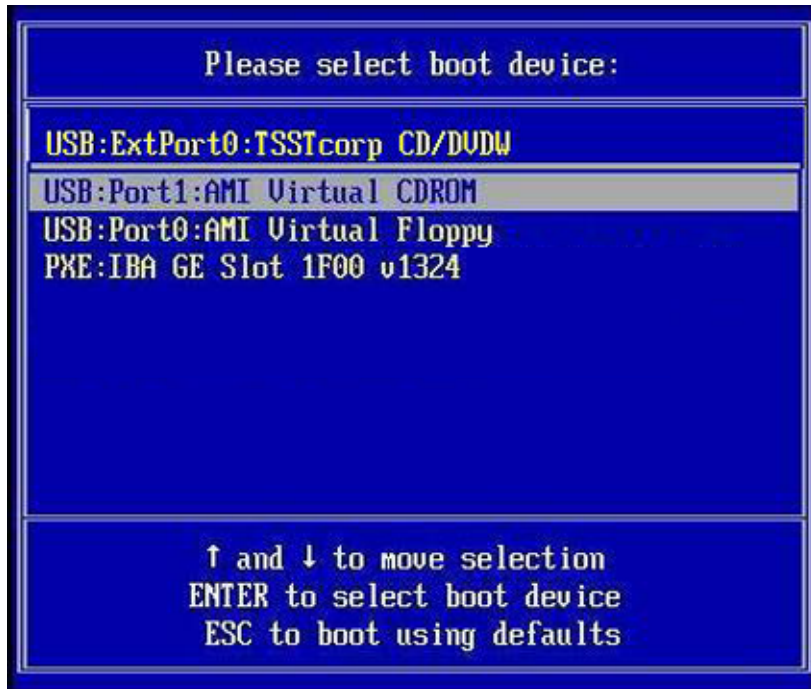 Please select boot device:
USB:ExtPort0:TSSTcorp CD/DVDW
USB:Port1:AMI Virtual CDROM
USB:Port0:AMI Virtual Floppy
PXE:IBA GE Slot 1F00 v1324
↑ and ↓ to move selection
ENTER to select boot device
ESC to boot using defaults